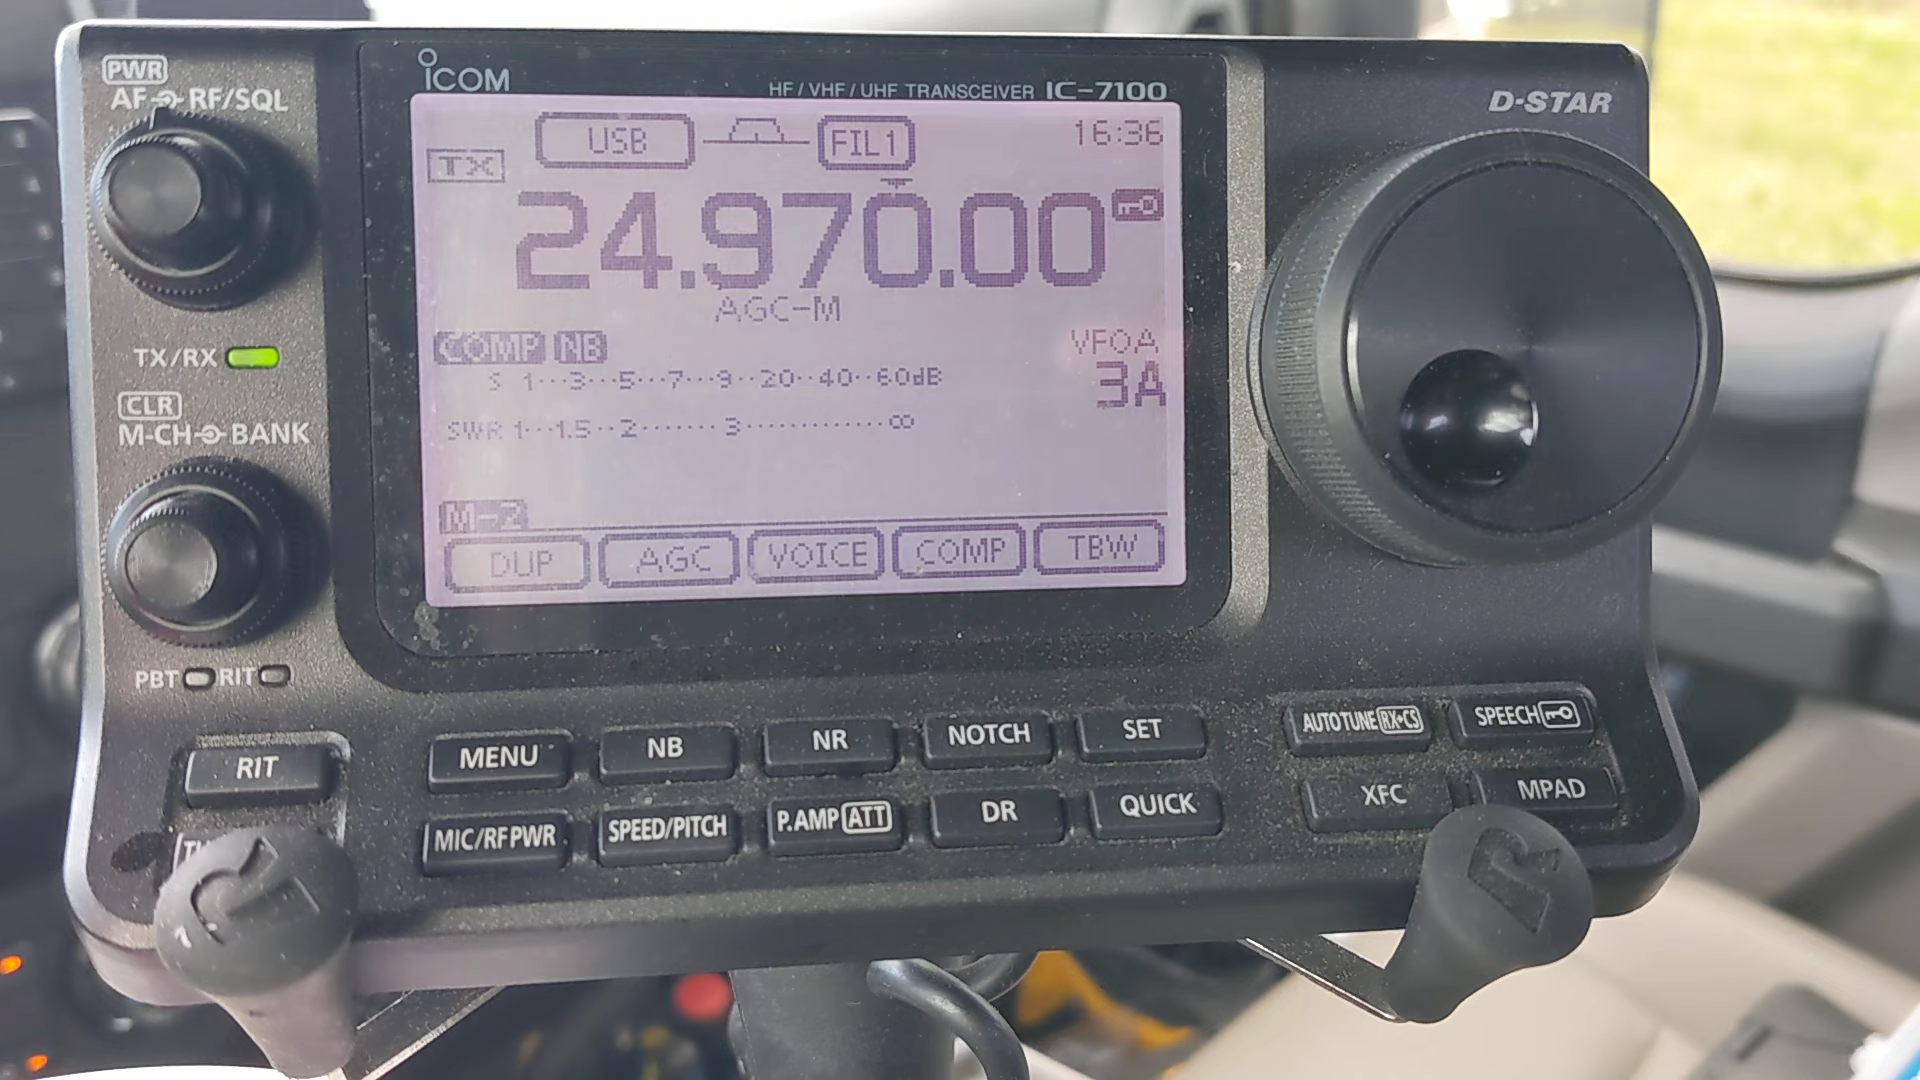 PWR
AF RF/SQL
ICOM
HF/VHF/UHF TRANSCEIVER IC-7100
D-STAR
USB FIL1 16:36
TX
24.970.00
AGC-M
COMP NB
VFOA
3A
S 1···3···5···7···9··20··40··60dB
SWR 1···1.5··2·······3············∞
M-2
DUP AGC VOICE COMP TBW
TX/RX
CLR
M-CH BANK
PBT RIT
RIT
MENU NB NR NOTCH SET
AUTOTUNE RX▸CS SPEECH
MIC/RF PWR SPEED/PITCH P.AMP ATT DR QUICK
XFC MPAD